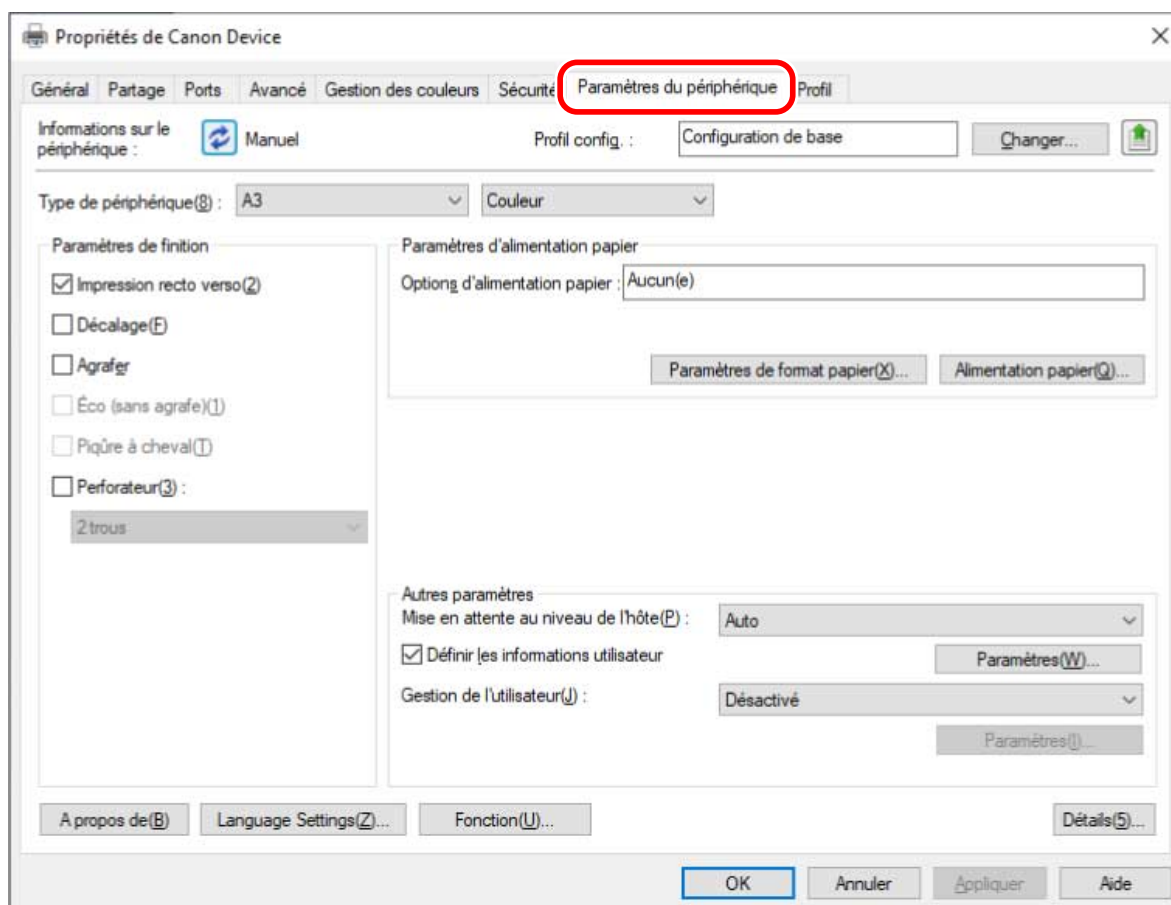 Propriétés de Canon Device
Général Partage Ports Avancé Gestion des couleurs Sécurité Paramètres du périphérique Profil
Informations sur le
périphérique :
Manuel
Profil config. :
Configuration de base
Changer...
Type de périphérique(8) :
A3
Couleur
Paramètres de finition
Impression recto verso(2)
Décalage(F)
Agrafer
Éco (sans agrafe)(1)
Piqûre à cheval(T)
Perforateur(3) :
2 trous
Paramètres d'alimentation papier
Options d'alimentation papier : Aucun(e)
Paramètres de format papier(X)... Alimentation papier(Q)...
Autres paramètres
Mise en attente au niveau de l'hôte(P) : Auto
Définir les informations utilisateur Paramètres(W)...
Gestion de l'utilisateur(J) : Désactivé
Paramètres(I)...
A propos de(B) Language Settings(Z)... Fonction(U)... Détails(5)...
OK Annuler Appliquer Aide